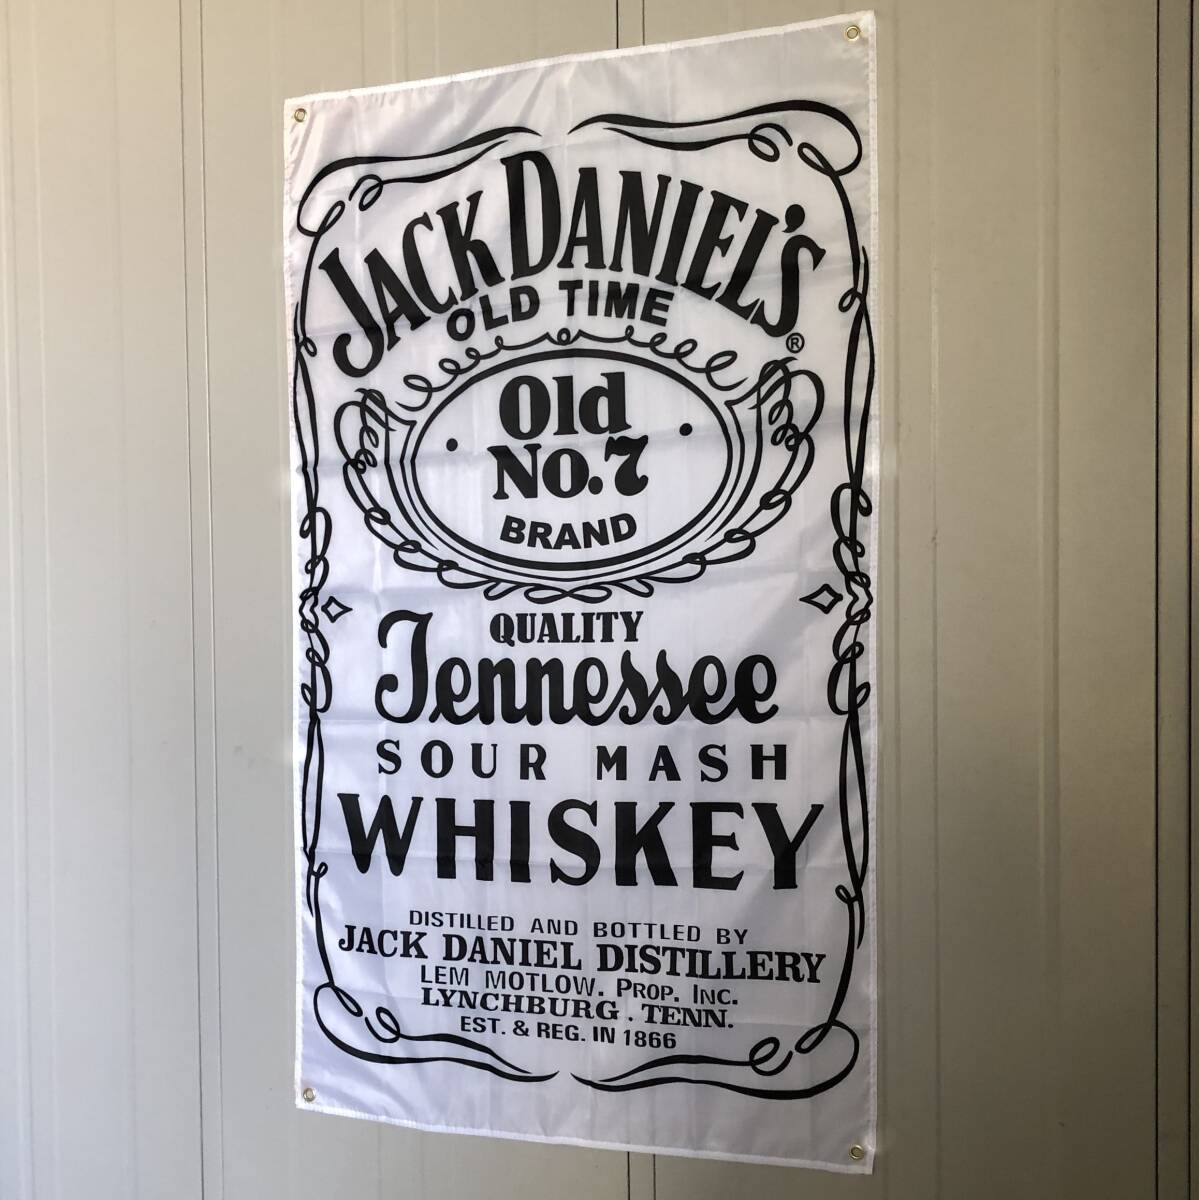 JACK DANIEL'S ®
OLD TIME
Old
No.7
BRAND
QUALITY
Tennessee
SOUR MASH
WHISKEY
DISTILLED AND BOTTLED BY
JACK DANIEL DISTILLERY
LEM MOTLOW. PROP. INC.
LYNCHBURG . TENN.
EST. & REG. IN 1866